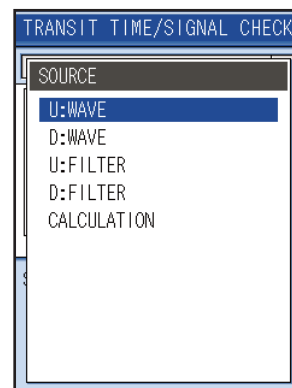 TRANSIT TIME/SIGNAL CHECK
SOURCE
U:WAVE
D:WAVE
U:FILTER
D:FILTER
CALCULATION